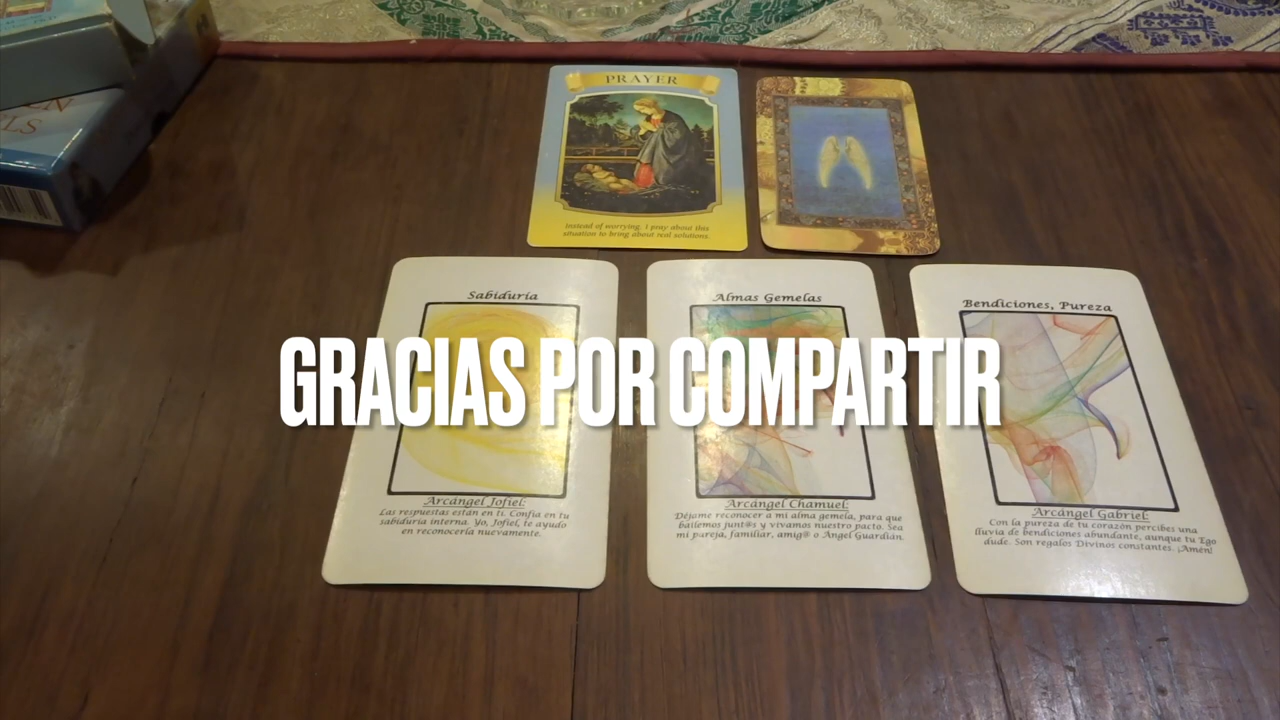 EN
LS
PRAYER
Instead of worrying, I pray about this
situation to bring about real solutions.
Sabiduría
Almas Gemelas
Bendiciones, Pureza
GRACIAS POR COMPARTIR
Arcángel Jofiel:
Las respuestas están en ti. Confía en tu
sabiduría interna. Yo, Jofiel, te ayudo
en reconocerla nuevamente.
Arcángel Chamuel:
Déjame reconocer a mi alma gemela, para que
bailemos junt@s y vivamos nuestro pacto. Sea
mi pareja, familiar, amig@ o Ángel Guardián.
Arcángel Gabriel:
Con la pureza de tu corazón percibes una
lluvia de bendiciones abundante, aunque tu Ego
dude. Son regalos Divinos constantes. ¡Amén!